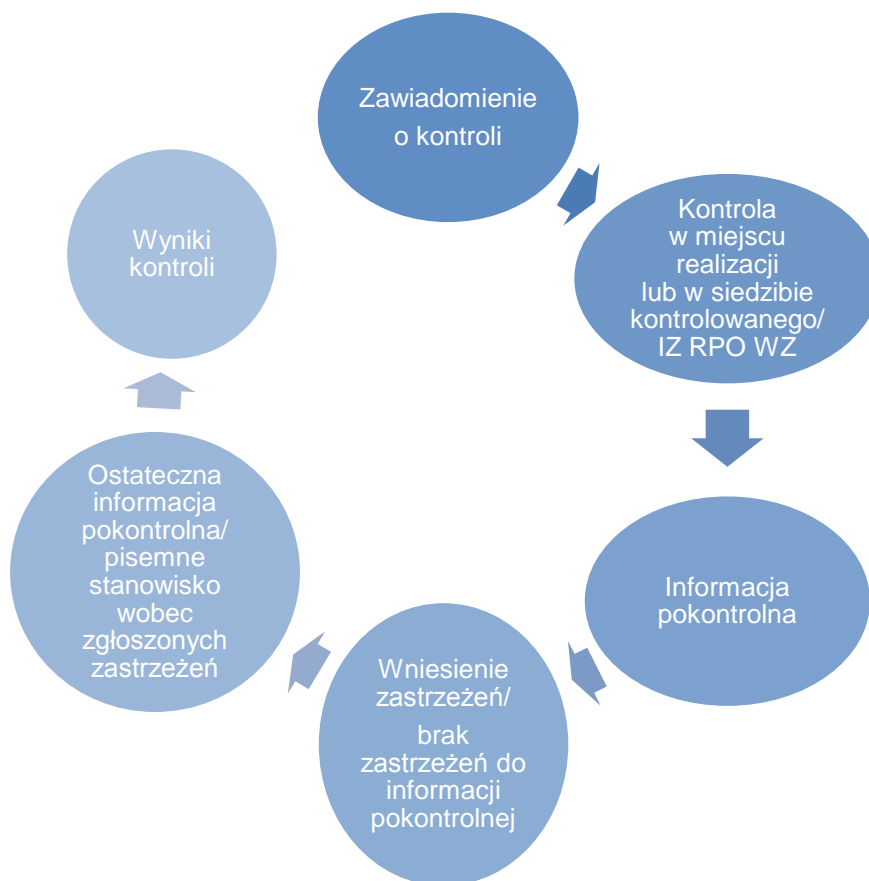 Zawiadomienie
o kontroli
Kontrola
w miejscu
realizacji
lub w siedzibie
kontrolowanego/
IZ RPO WZ
Informacja
pokontrolna
Wniesienie
zastrzeżeń/
brak
zastrzeżeń do
informacji
pokontrolnej
Ostateczna
informacja
pokontrolna/
pisemne
stanowisko
wobec
zgłoszonych
zastrzeżeń
Wyniki
kontroli